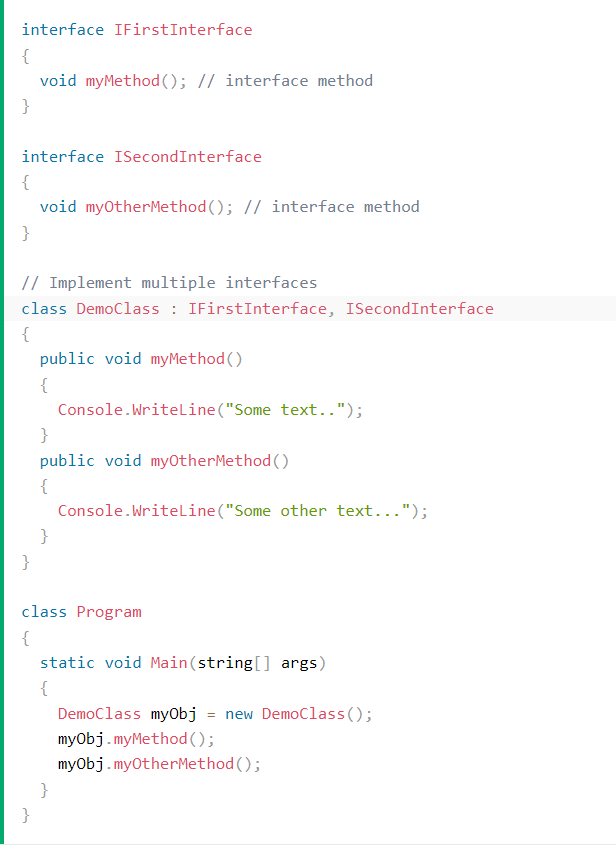 interface IFirstInterface
{
  void myMethod(); // interface method
}

interface ISecondInterface
{
  void myOtherMethod(); // interface method
}

// Implement multiple interfaces
class DemoClass : IFirstInterface, ISecondInterface
{
  public void myMethod()
  {
    Console.WriteLine("Some text..");
  }
  public void myOtherMethod()
  {
    Console.WriteLine("Some other text...");
  }
}

class Program
{
  static void Main(string[] args)
  {
    DemoClass myObj = new DemoClass();
    myObj.myMethod();
    myObj.myOtherMethod();
  }
}